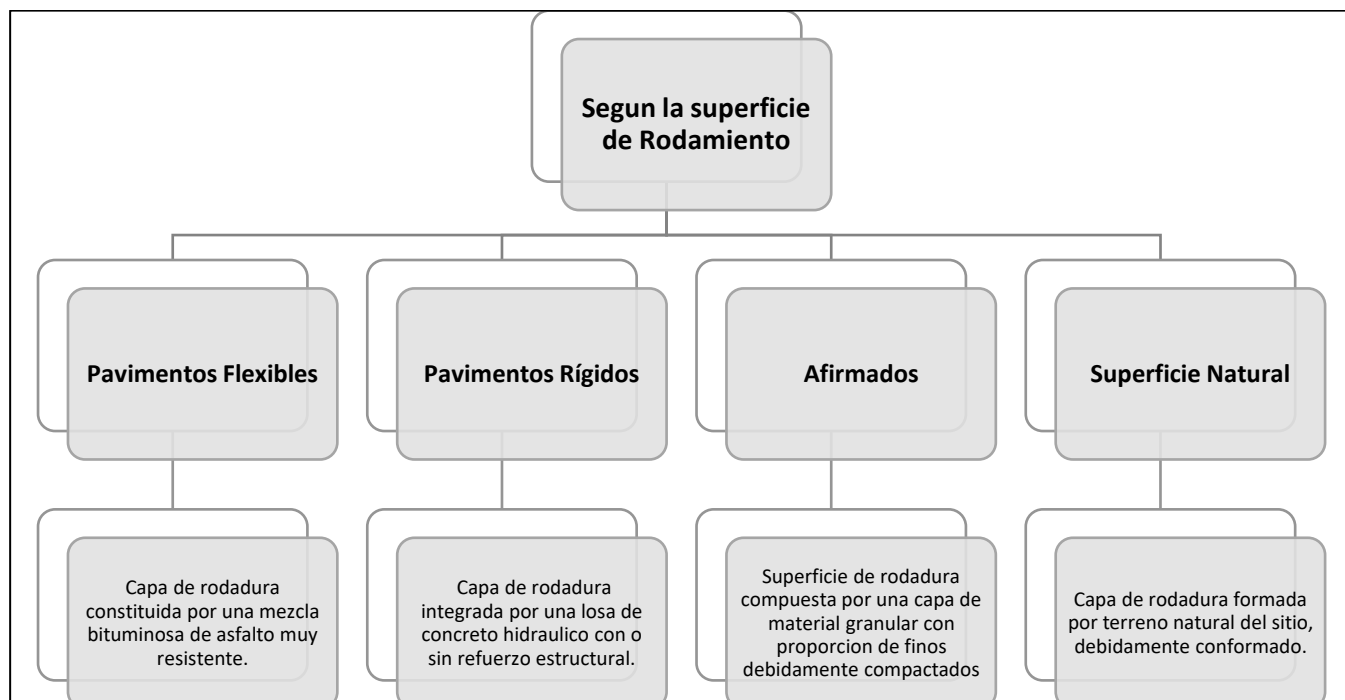 Segun la superficie
de Rodamiento
Pavimentos Flexibles
Pavimentos Rígidos
Afirmados
Superficie Natural
Capa de rodadura
constituida por una mezcla
bituminosa de asfalto muy
resistente.
Capa de rodadura
integrada por una losa de
concreto hidraulico con o
sin refuerzo estructural.
Superficie de rodadura
compuesta por una capa de
material granular con
proporcion de finos
debidamente compactados
Capa de rodadura formada
por terreno natural del sitio,
debidamente conformado.